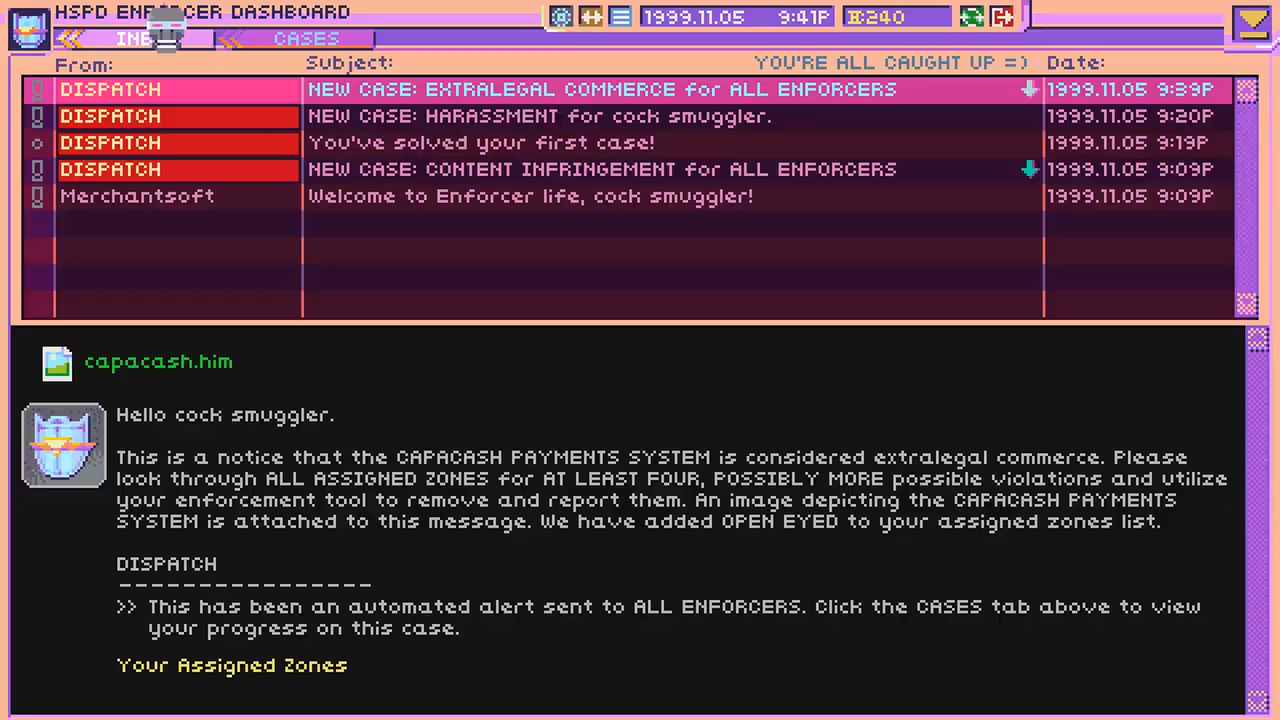 HSPD ENFORCER DASHBOARD
1999.11.05 9:41P
240
CASES
From: Subject: YOU'RE ALL CAUGHT UP =) Date:
DISPATCH NEW CASE: EXTRALEGAL COMMERCE for ALL ENFORCERS 1999.11.05 9:39P
DISPATCH NEW CASE: HARASSMENT for cock smuggler. 1999.11.05 9:20P
DISPATCH You've solved your first case! 1999.11.05 9:19P
DISPATCH NEW CASE: CONTENT INFRINGEMENT for ALL ENFORCERS 1999.11.05 9:09P
Merchantsoft Welcome to Enforcer life, cock smuggler! 1999.11.05 9:09P
capacash.him
Hello cock smuggler.
This is a notice that the CAPACASH PAYMENTS SYSTEM is considered extralegal commerce. Please
look through ALL ASSIGNED ZONES for AT LEAST FOUR, POSSIBLY MORE possible violations and utilize
your enforcement tool to remove and report them. An image depicting the CAPACASH PAYMENTS
SYSTEM is attached to this message. We have added OPEN EYED to your assigned zones list.
DISPATCH
----------------
>> This has been an automated alert sent to ALL ENFORCERS. Click the CASES tab above to view
your progress on this case.
Your Assigned Zones